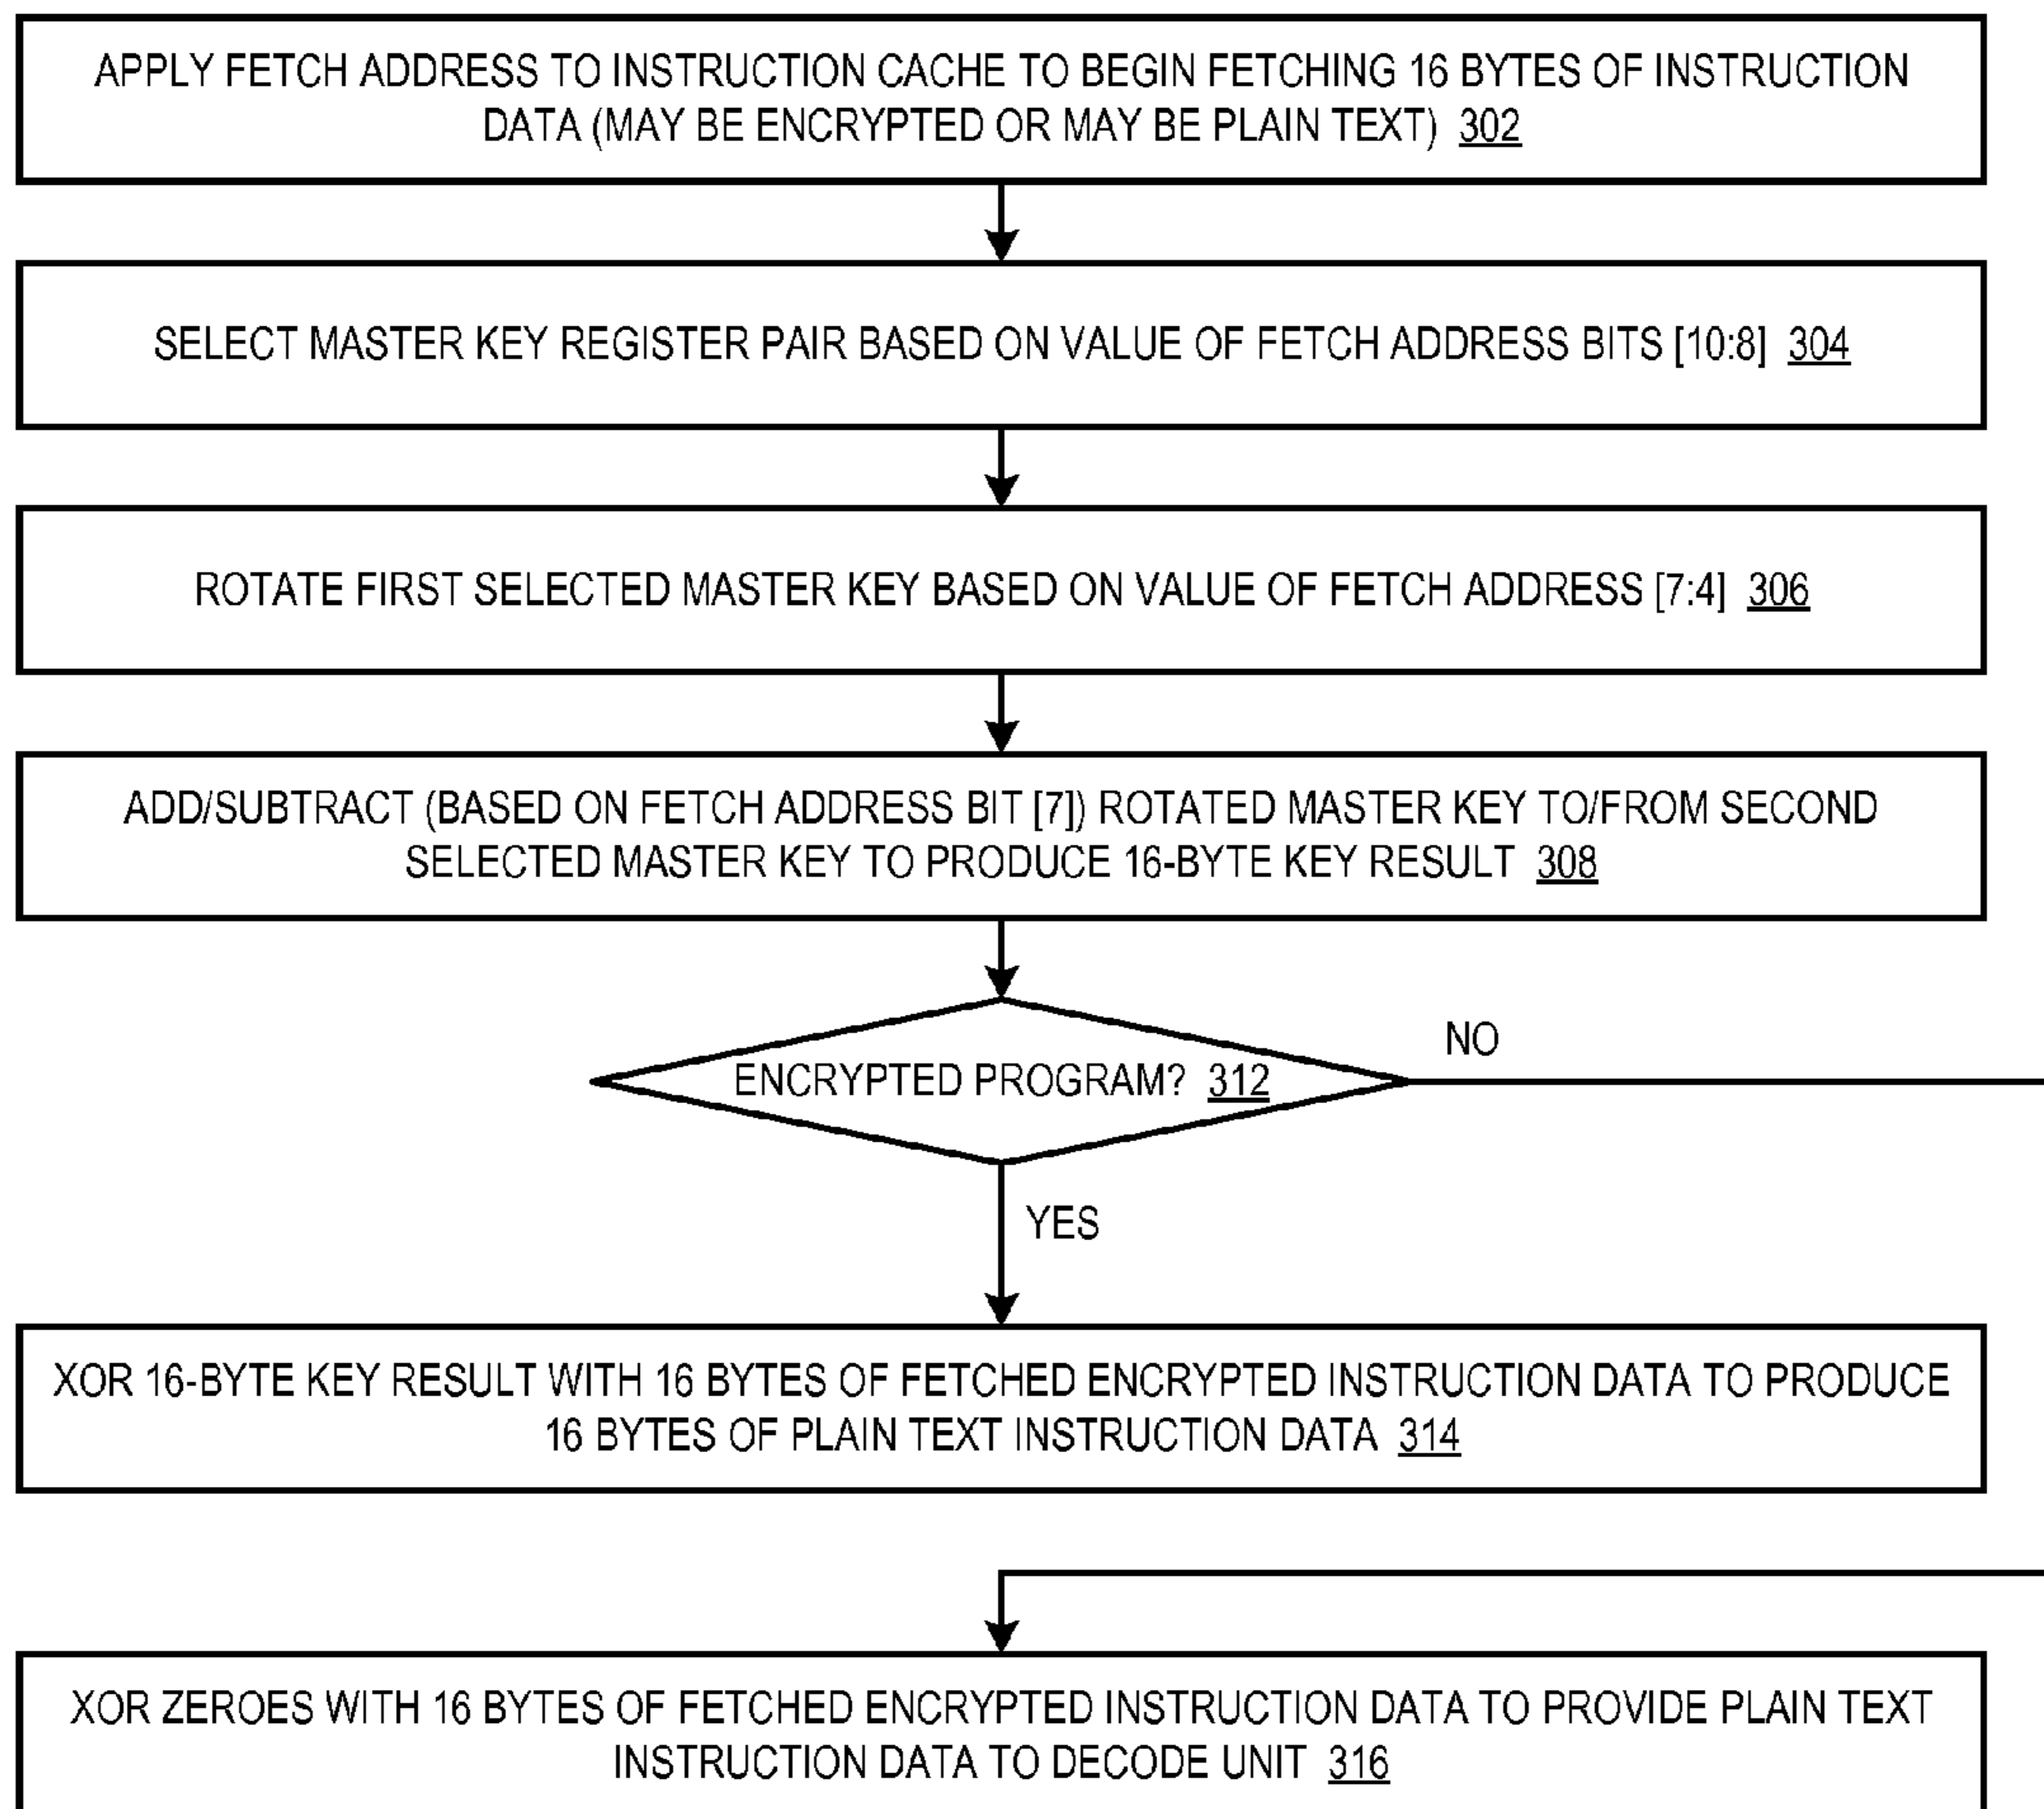 APPLY FETCH ADDRESS TO INSTRUCTION CACHE TO BEGIN FETCHING 16 BYTES OF INSTRUCTION
DATA (MAY BE ENCRYPTED OR MAY BE PLAIN TEXT) 302
SELECT MASTER KEY REGISTER PAIR BASED ON VALUE OF FETCH ADDRESS BITS [10:8] 304
ROTATE FIRST SELECTED MASTER KEY BASED ON VALUE OF FETCH ADDRESS [7:4] 306
ADD/SUBTRACT (BASED ON FETCH ADDRESS BIT [7]) ROTATED MASTER KEY TO/FROM SECOND
SELECTED MASTER KEY TO PRODUCE 16-BYTE KEY RESULT 308
NO
ENCRYPTED PROGRAM? 312
YES
XOR 16-BYTE KEY RESULT WITH 16 BYTES OF FETCHED ENCRYPTED INSTRUCTION DATA TO PRODUCE
16 BYTES OF PLAIN TEXT INSTRUCTION DATA 314
XOR ZEROES WITH 16 BYTES OF FETCHED ENCRYPTED INSTRUCTION DATA TO PROVIDE PLAIN TEXT
INSTRUCTION DATA TO DECODE UNIT 316